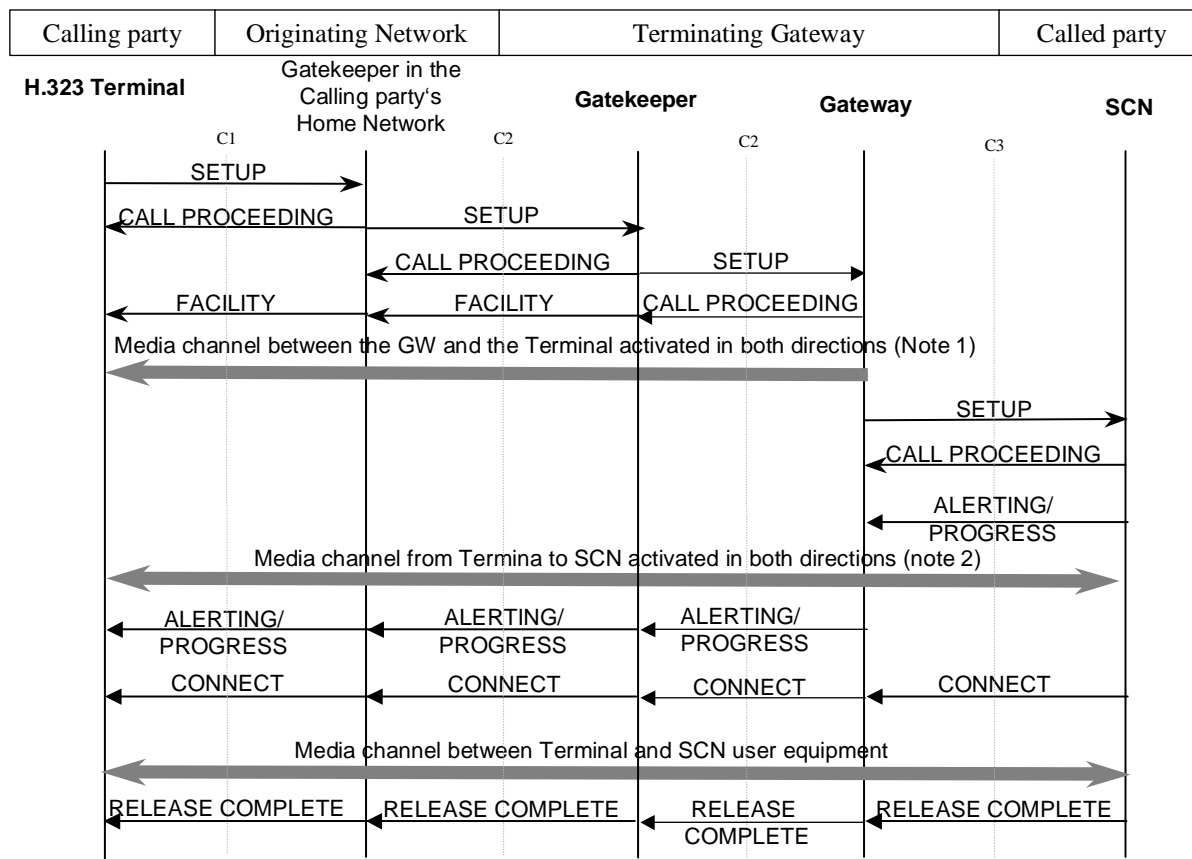 Calling party Originating Network Terminating Gateway Called party
H.323 Terminal
Gatekeeper in the
Calling party‘s
Home Network
Gatekeeper
Gateway
SCN
C1 C2 C2 C3
SETUP
CALL PROCEEDING SETUP
CALL PROCEEDING SETUP
FACILITY FACILITY CALL PROCEEDING
Media channel between the GW and the Terminal activated in both directions (Note 1)
SETUP
CALL PROCEEDING
ALERTING/
PROGRESS
Media channel from Termina to SCN activated in both directions (note 2)
ALERTING/ ALERTING/ ALERTING/
PROGRESS PROGRESS PROGRESS
CONNECT CONNECT CONNECT CONNECT
Media channel between Terminal and SCN user equipment
RELEASE COMPLETE RELEASE COMPLETE RELEASE RELEASE COMPLETE
COMPLETE